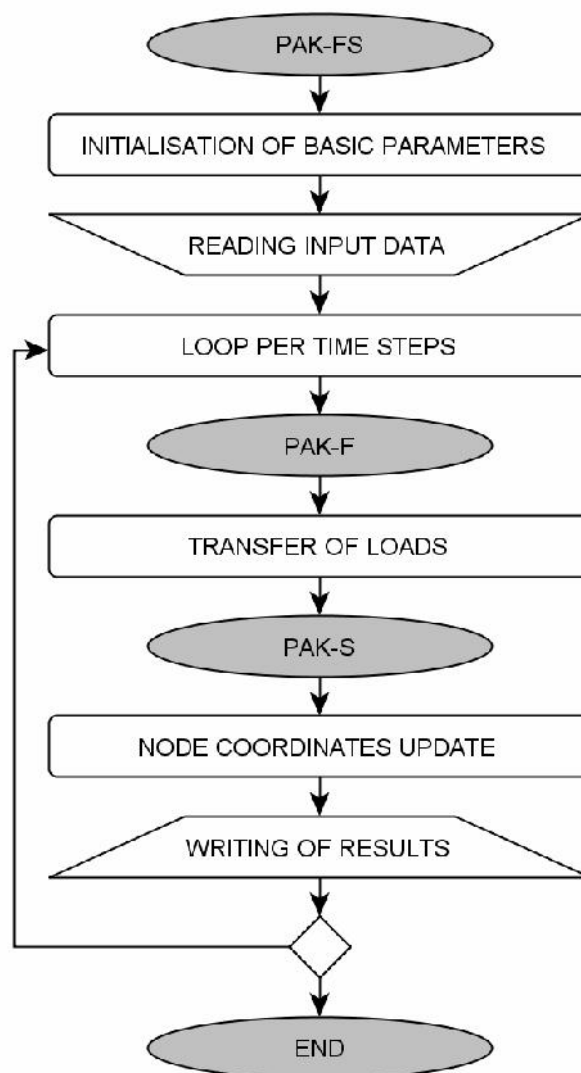 PAK-FS
INITIALISATION OF BASIC PARAMETERS
READING INPUT DATA
LOOP PER TIME STEPS
PAK-F
TRANSFER OF LOADS
PAK-S
NODE COORDINATES UPDATE
WRITING OF RESULTS
END